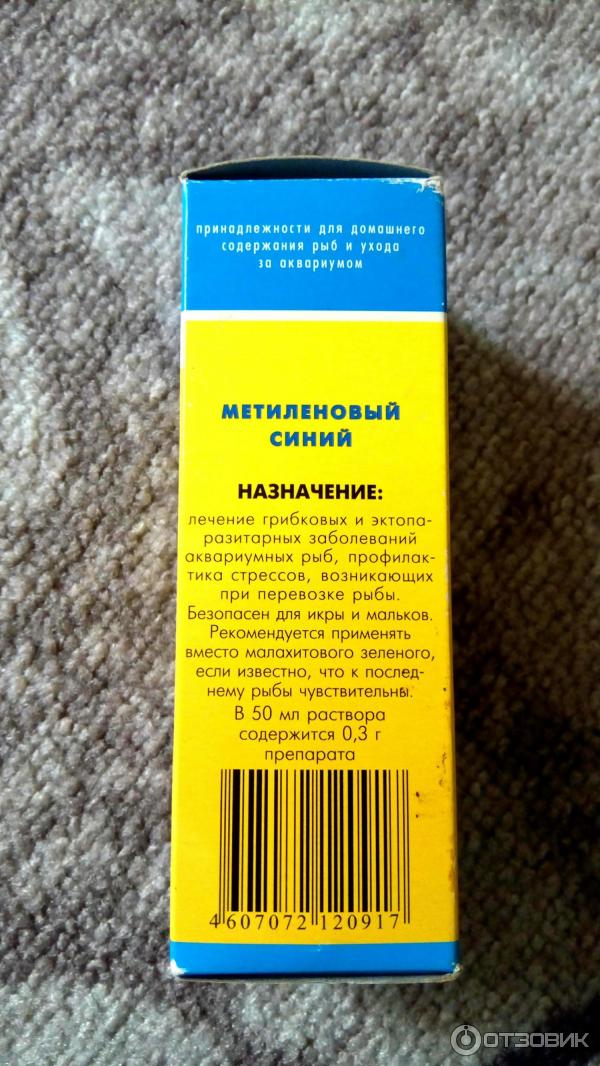 принадлежности для домашнего
содержания рыб и ухода
за аквариумом
МЕТИЛЕНОВЫЙ
СИНИЙ
НАЗНАЧЕНИЕ:
лечение грибковых и эктопа-
разитарных заболеваний
аквариумных рыб, профилак-
тика стрессов, возникающих
при перевозке рыбы.
Безопасен для икры и мальков.
Рекомендуется применять
вместо малахитового зеленого,
если известно, что к послед-
нему рыбы чувствительны.
В 50 мл раствора
содержится 0,3 г
препарата
4 607072 120917
ОТЗОВИК